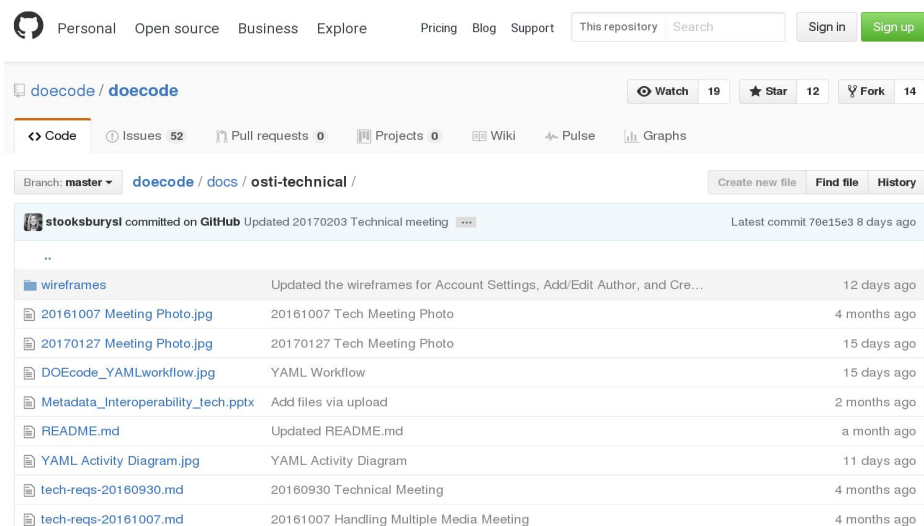 Personal Open source Business Explore Pricing Blog Support This repository Search Sign in Sign up
doecode / doecode Watch 19 Star 12 Fork 14
Code Issues 52 Pull requests 0 Projects 0 Wiki Pulse Graphs
Branch: master doecode / docs / osti-technical / Create new file Find file History
stooksburysl committed on GitHub Updated 20170203 Technical meeting ... Latest commit 70e15e3 8 days ago
..
wireframes Updated the wireframes for Account Settings, Add/Edit Author, and Cre... 12 days ago
20161007 Meeting Photo.jpg 20161007 Tech Meeting Photo 4 months ago
20170127 Meeting Photo.jpg 20170127 Tech Meeting Photo 15 days ago
DOEcode_YAMLworkflow.jpg YAML Workflow 15 days ago
Metadata_Interoperability_tech.pptx Add files via upload 2 months ago
README.md Updated README.md a month ago
YAML Activity Diagram.jpg YAML Activity Diagram 11 days ago
tech-reqs-20160930.md 20160930 Technical Meeting 4 months ago
tech-reqs-20161007.md 20161007 Handling Multiple Media Meeting 4 months ago